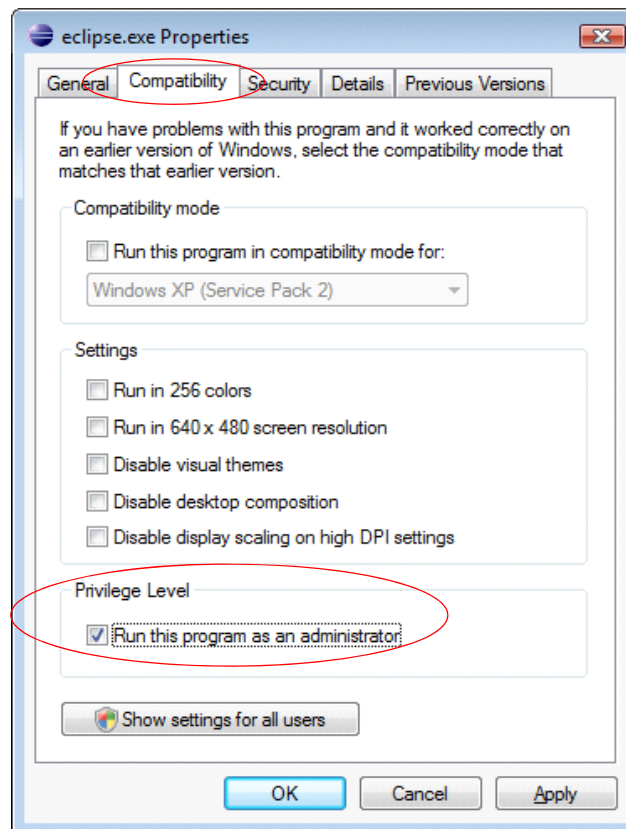 eclipse.exe Properties
General Compatibility Security Details Previous Versions
If you have problems with this program and it worked correctly on
an earlier version of Windows, select the compatibility mode that
matches that earlier version.
Compatibility mode
Run this program in compatibility mode for:
Windows XP (Service Pack 2)
Settings
Run in 256 colors
Run in 640 x 480 screen resolution
Disable visual themes
Disable desktop composition
Disable display scaling on high DPI settings
Privilege Level
Run this program as an administrator
Show settings for all users
OK Cancel Apply